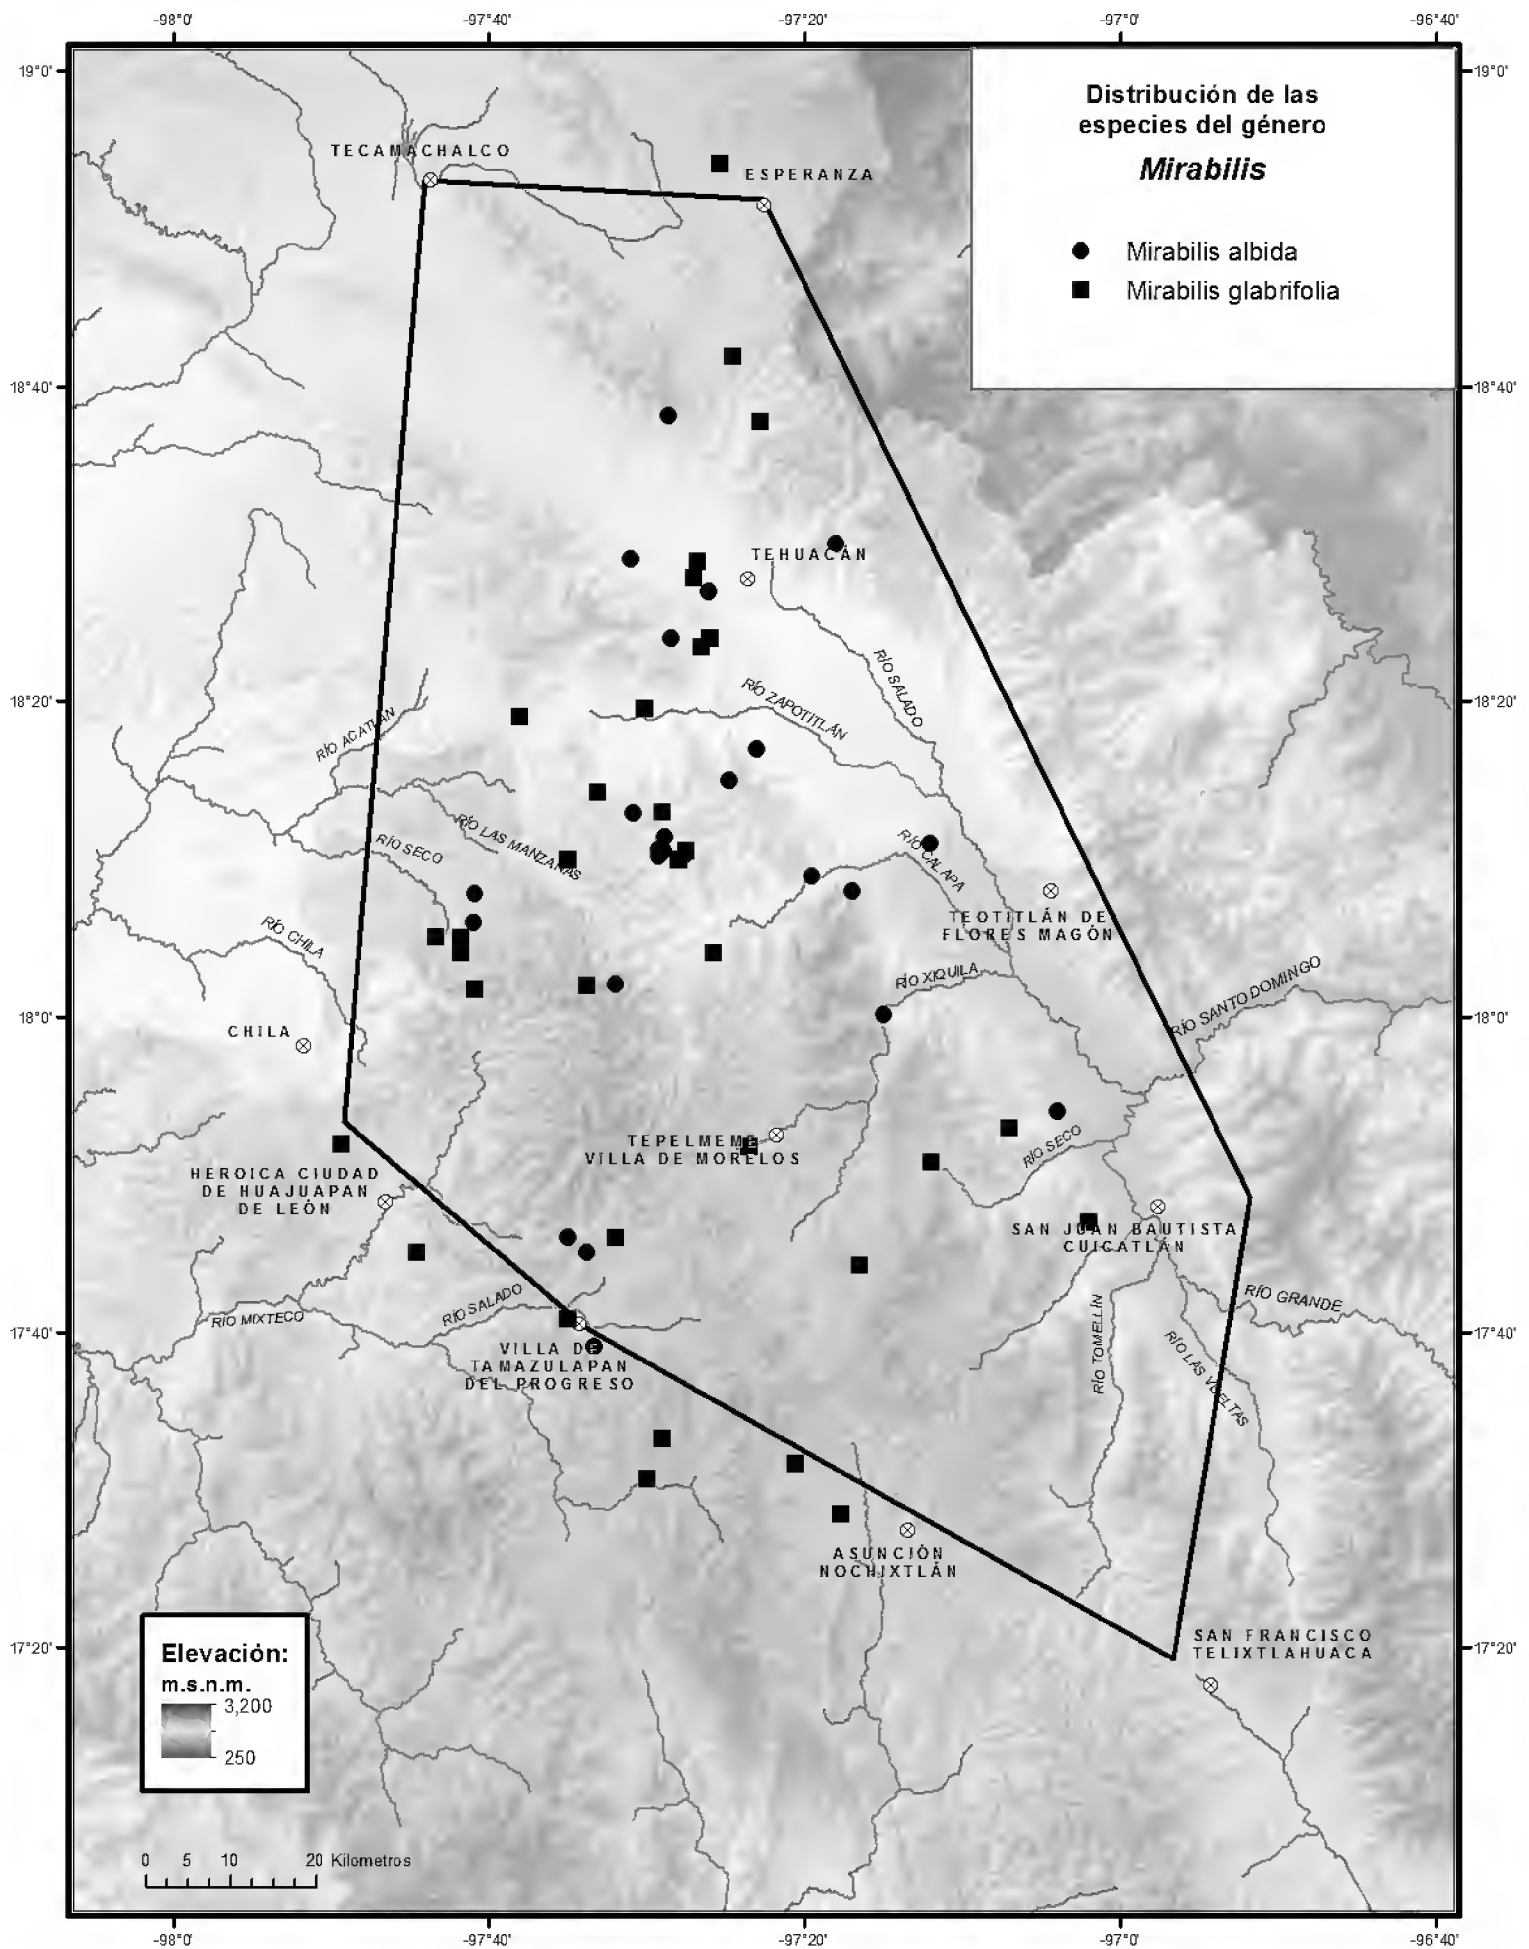 -98°0'
-97°40'
-97°20'
-97°0'
-96°40'
19°0'
19°0'
Distribución de las
especies del género
Mirabilis
Mirabilis albida
Mirabilis glabrifolia
TECAMACHALCO
ESPERANZA
18°40'
18°40'
TEHUACÁN
RÍO SALADO
RÍO ZAPOTITLÁN
18°20'
18°20'
RÍO ACATLÁN
RÍO LAS MANZANAS
RÍO SECO
RÍO CALAPA
TEOTITLÁN DE
FLORES MAGÓN
RÍO CHILA
RÍO XIQUILA
RÍO SANTO DOMINGO
18°0'
18°0'
CHILA
TEPELMEME
VILLA DE MORELOS
RÍO SECO
HEROICA CIUDAD
DE HUAJUAPAN
DE LEÓN
SAN JUAN BAUTISTA
CUICATLÁN
RÍO GRANDE
RÍO SALADO
RÍO MIXTECO
17°40'
17°40'
RÍO TOMELLÍN
RÍO LAS VUELTAS
VILLA DE
TAMAZULAPAN
DEL PROGRESO
ASUNCIÓN
NOCHIXTLÁN
SAN FRANCISCO
TELIXTLAHUACA
17°20'
17°20'
Elevación:
m.s.n.m.
3,200
250
0 5 10 20 Kilometros
-98°0'
-97°40'
-97°20'
-97°0'
-96°40'